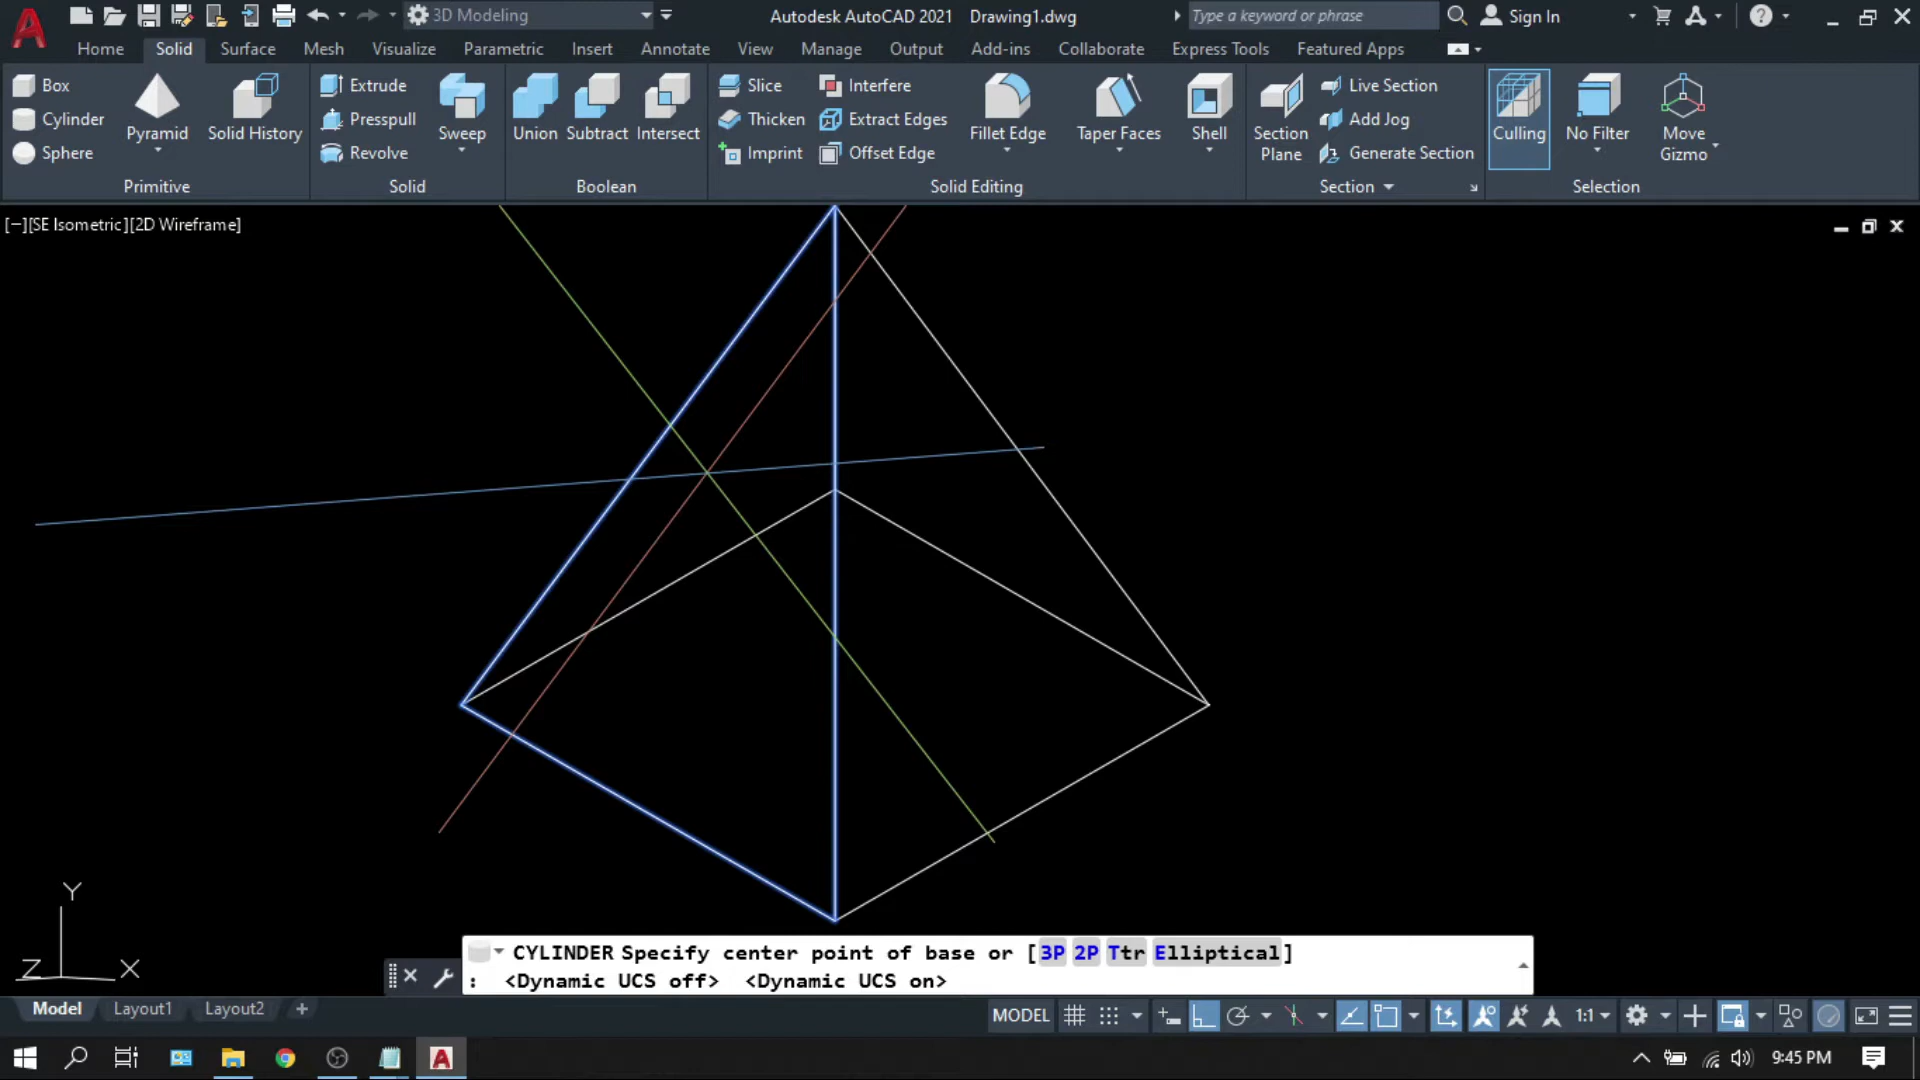 3D Modeling
Autodesk AutoCAD 2021 Drawing1.dwg
Type a keyword or phrase
Sign In
Home Solid Surface Mesh Visualize Parametric Insert Annotate View Manage Output Add-ins Collaborate Express Tools Featured Apps
Box
Cylinder
Sphere
Pyramid
Solid History
Primitive
Extrude
Presspull
Revolve
Sweep
Solid
Union
Subtract
Intersect
Boolean
Slice
Thicken
Imprint
Interfere
Extract Edges
Offset Edge
Fillet Edge
Taper Faces
Shell
Solid Editing
Section
Plane
Live Section
Add Jog
Generate Section
Section
Culling
No Filter
Move
Gizmo
Selection
[−][SE Isometric][2D Wireframe]
Y
Z
X
CYLINDER Specify center point of base or [3P 2P Ttr Elliptical]
: <Dynamic UCS off> <Dynamic UCS on>
Model Layout1 Layout2 +
MODEL
1:1
9:45 PM